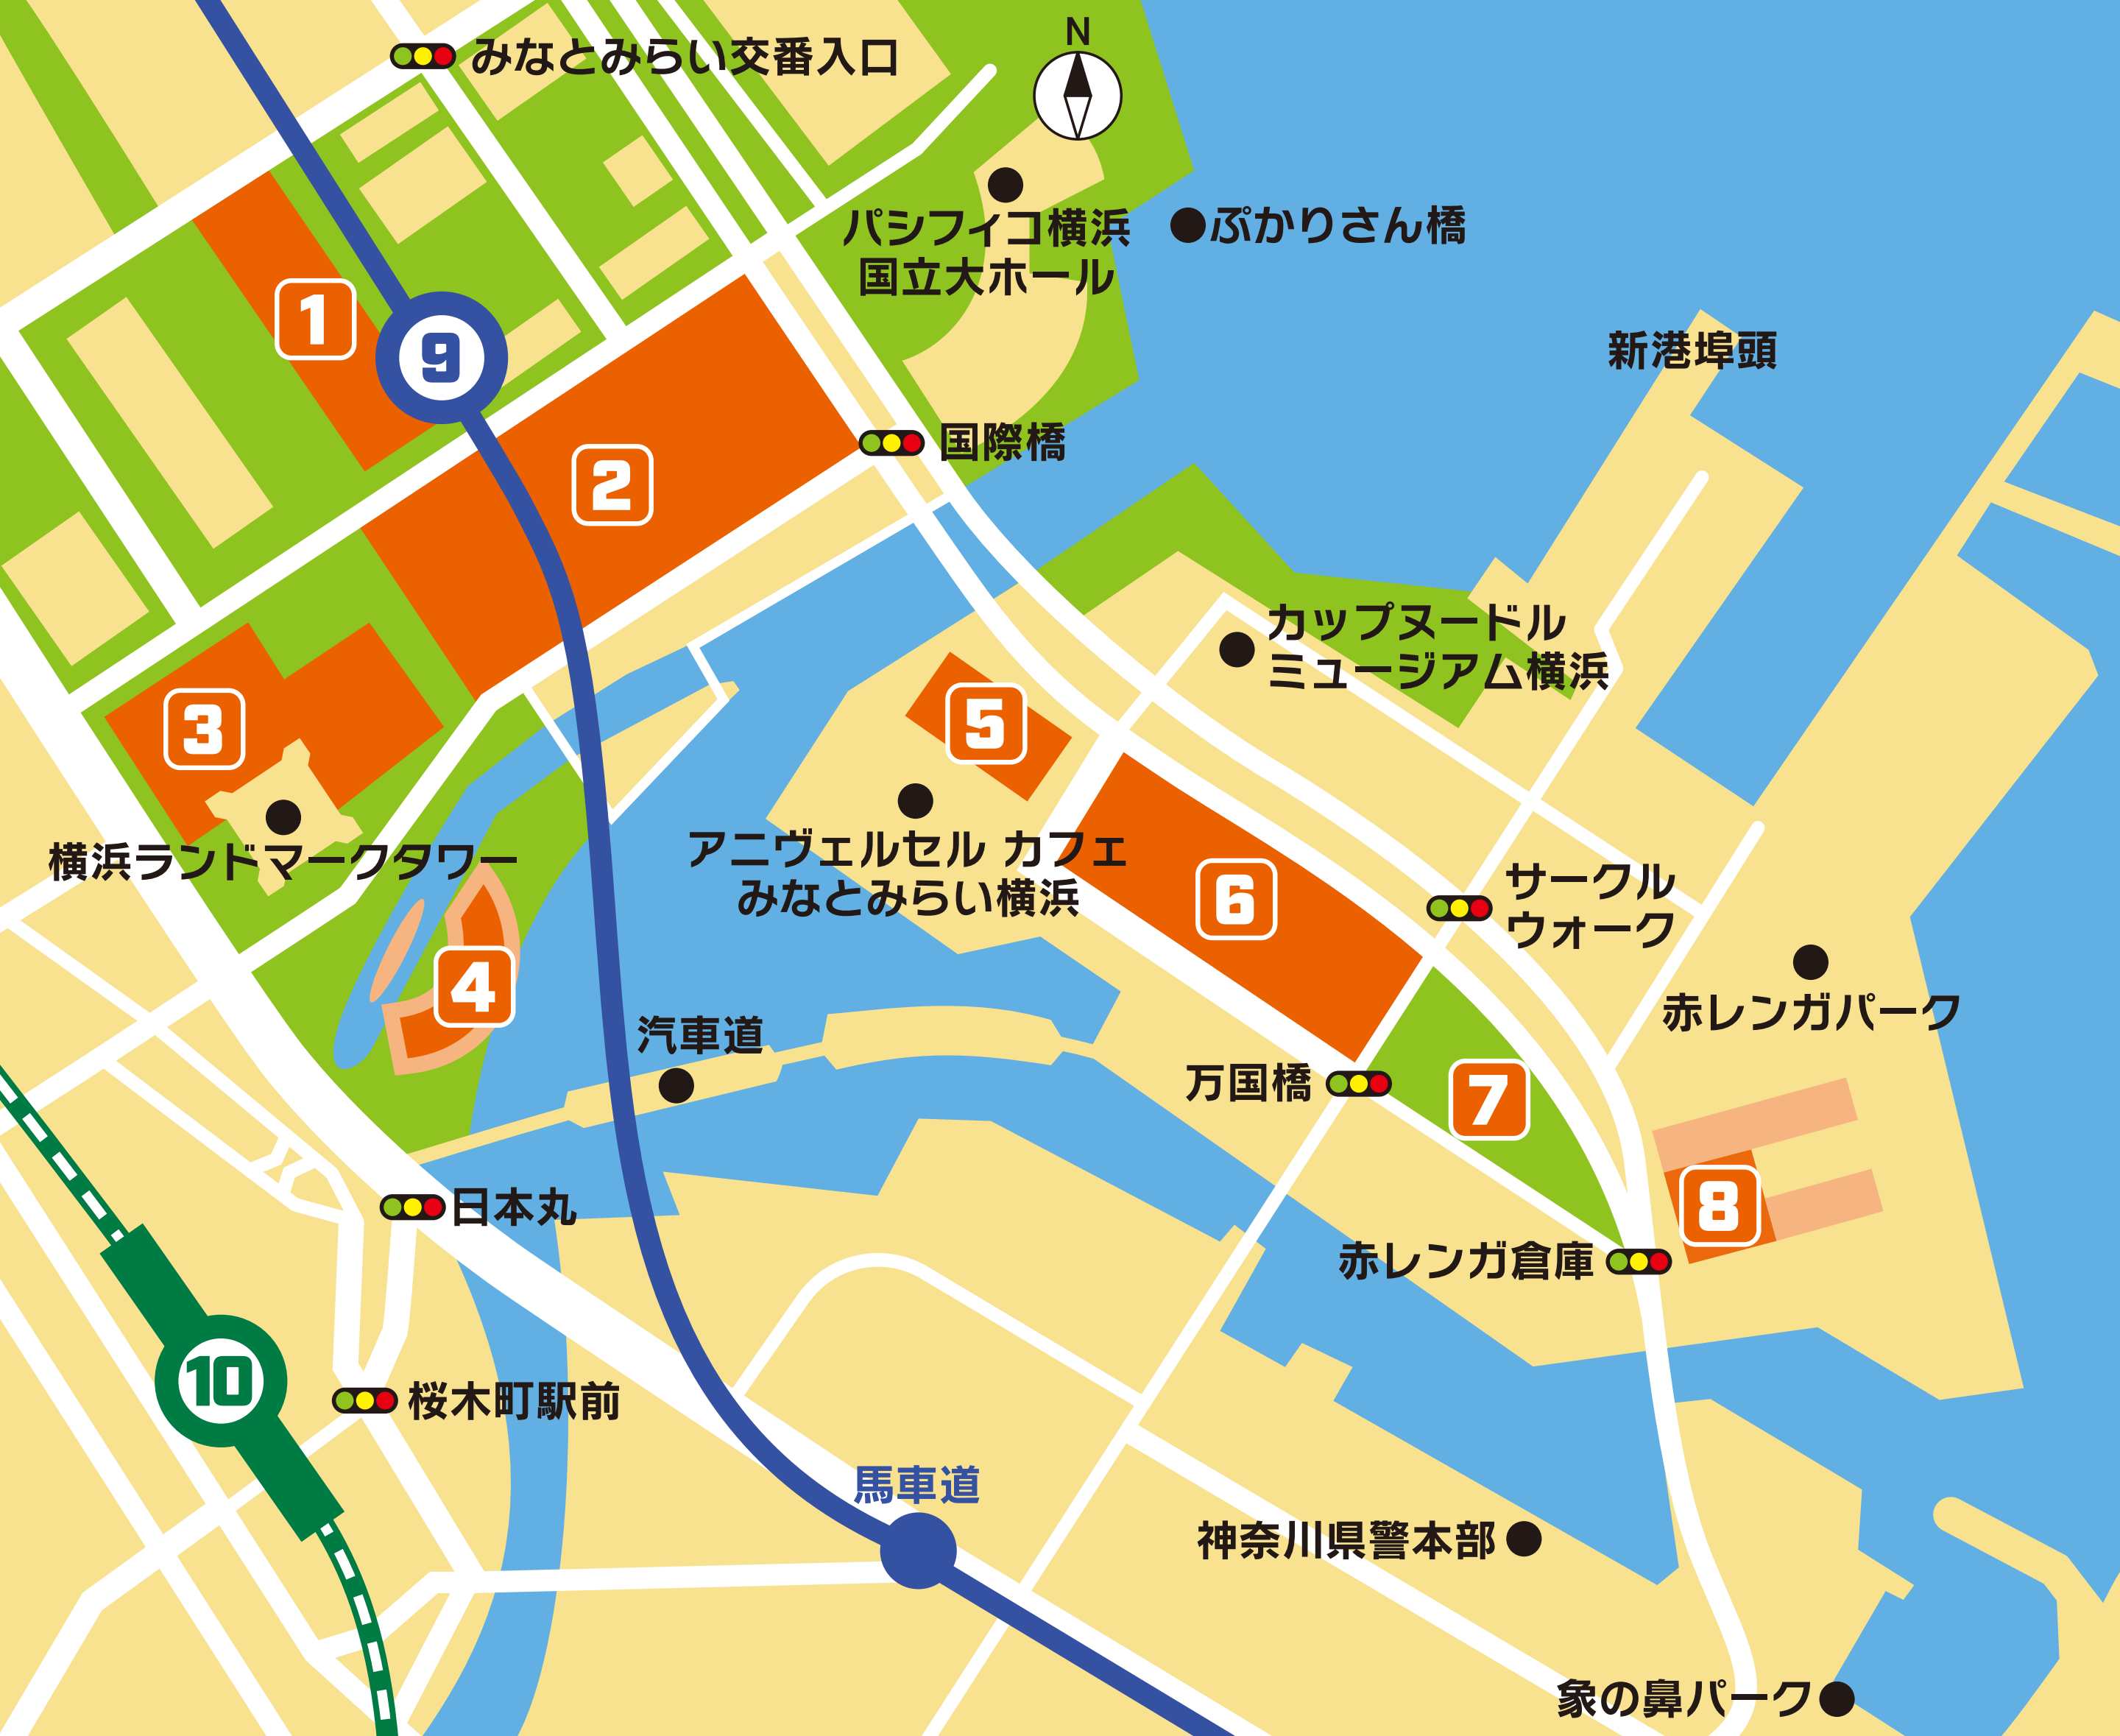 N
みなとみらい交番入口
パシフィコ横浜
国立大ホール
ぷかりさん橋
1
9
新港埠頭
国際橋
2
カップヌードル
ミュージアム横浜
3
5
横浜ランドマークタワー
アニヴェルセル カフェ
みなとみらい横浜
6
サークル
ウォーク
4
赤レンガパーク
汽車道
万国橋
7
日本丸
8
赤レンガ倉庫
10
桜木町駅前
馬車道
神奈川県警本部
象の鼻パーク